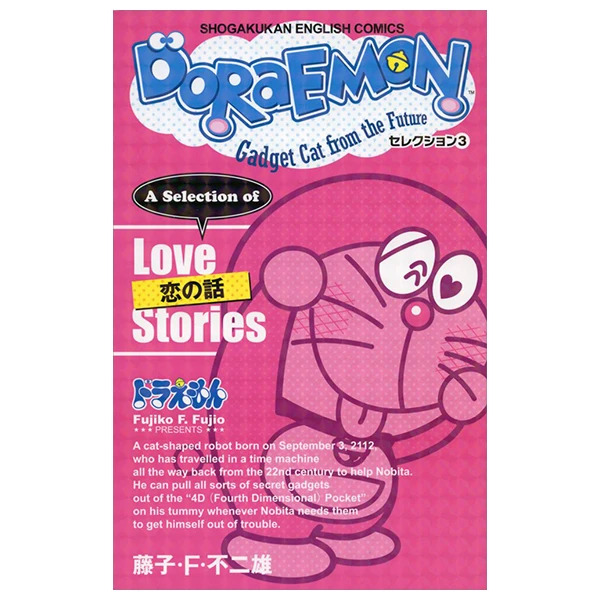 SHOGAKUKAN ENGLISH COMICS
DORAEMON
TM
Gadget Cat from the Future
セレクション3
A Selection of
Love
恋の話
Stories
ドラえもん
Fujiko F. Fujio
★★★ PRESENTS ★★★
A cat-shaped robot born on September 3, 2112,
who has travelled in a time machine
all the way back from the 22nd century to help Nobita.
He can pull all sorts of secret gadgets
out of the “4D (Fourth Dimensional) Pocket”
on his tummy whenever Nobita needs them
to get himself out of trouble.
藤子・F・不二雄